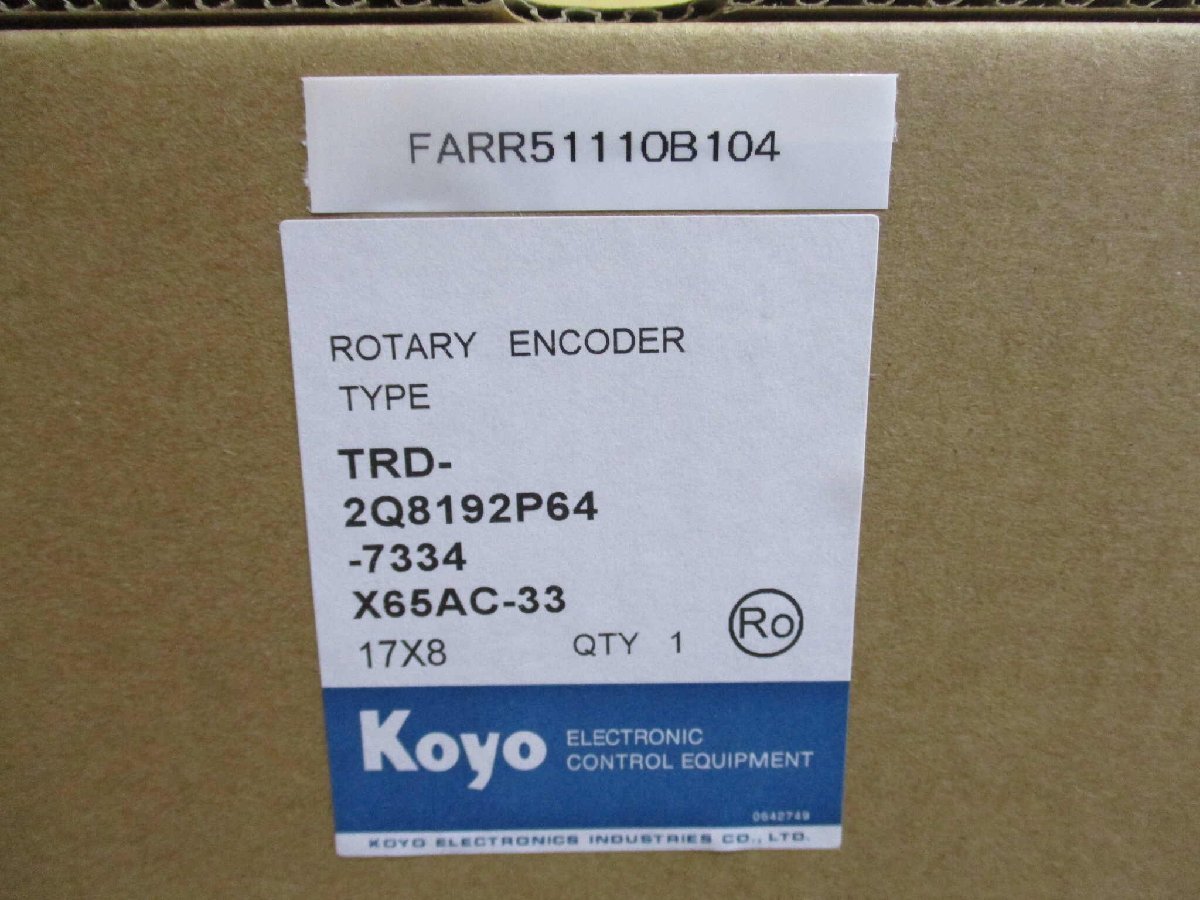 FARR51110B104
ROTARY ENCODER
TYPE
TRD-
2Q8192P64
-7334
X65AC-33
17X8 QTY 1 Ro
Koyo ELECTRONIC
CONTROL EQUIPMENT
0642749
KOYO ELECTRONICS INDUSTRIES CO., LTD.